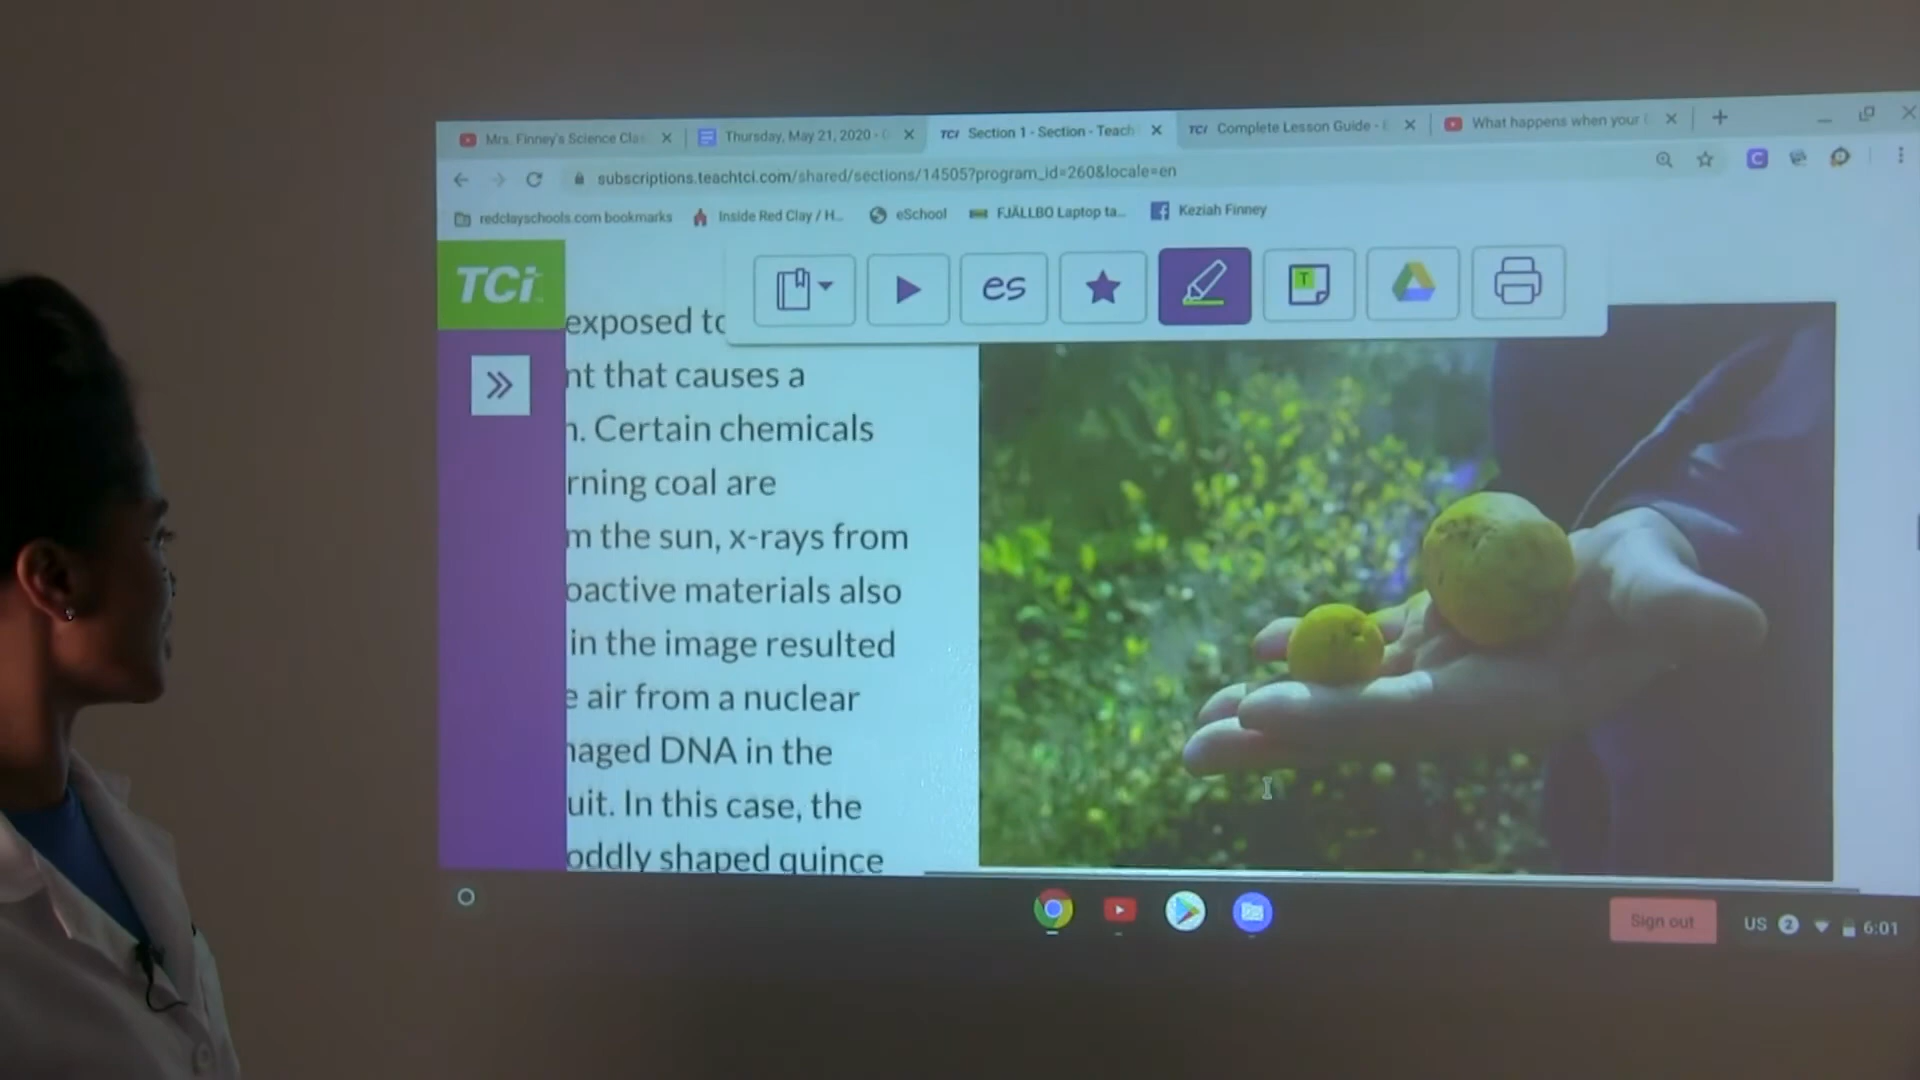 Mrs. Finney's Science Clas
Thursday, May 21, 2020 -
TCi Section 1 - Section - Teach
TCi Complete Lesson Guide -
What happens when your
subscriptions.teachtci.com/shared/sections/14505?program_id=260&locale=en
redclayschools.com bookmarks
Inside Red Clay / H...
eSchool
FJÄLLBO Laptop ta...
Keziah Finney
TCi
es
T
exposed to
nt that causes a
n. Certain chemicals
rning coal are
m the sun, x-rays from
oactive materials also
in the image resulted
e air from a nuclear
maged DNA in the
uit. In this case, the
oddly shaped quince
Sign out
US 2 6:01